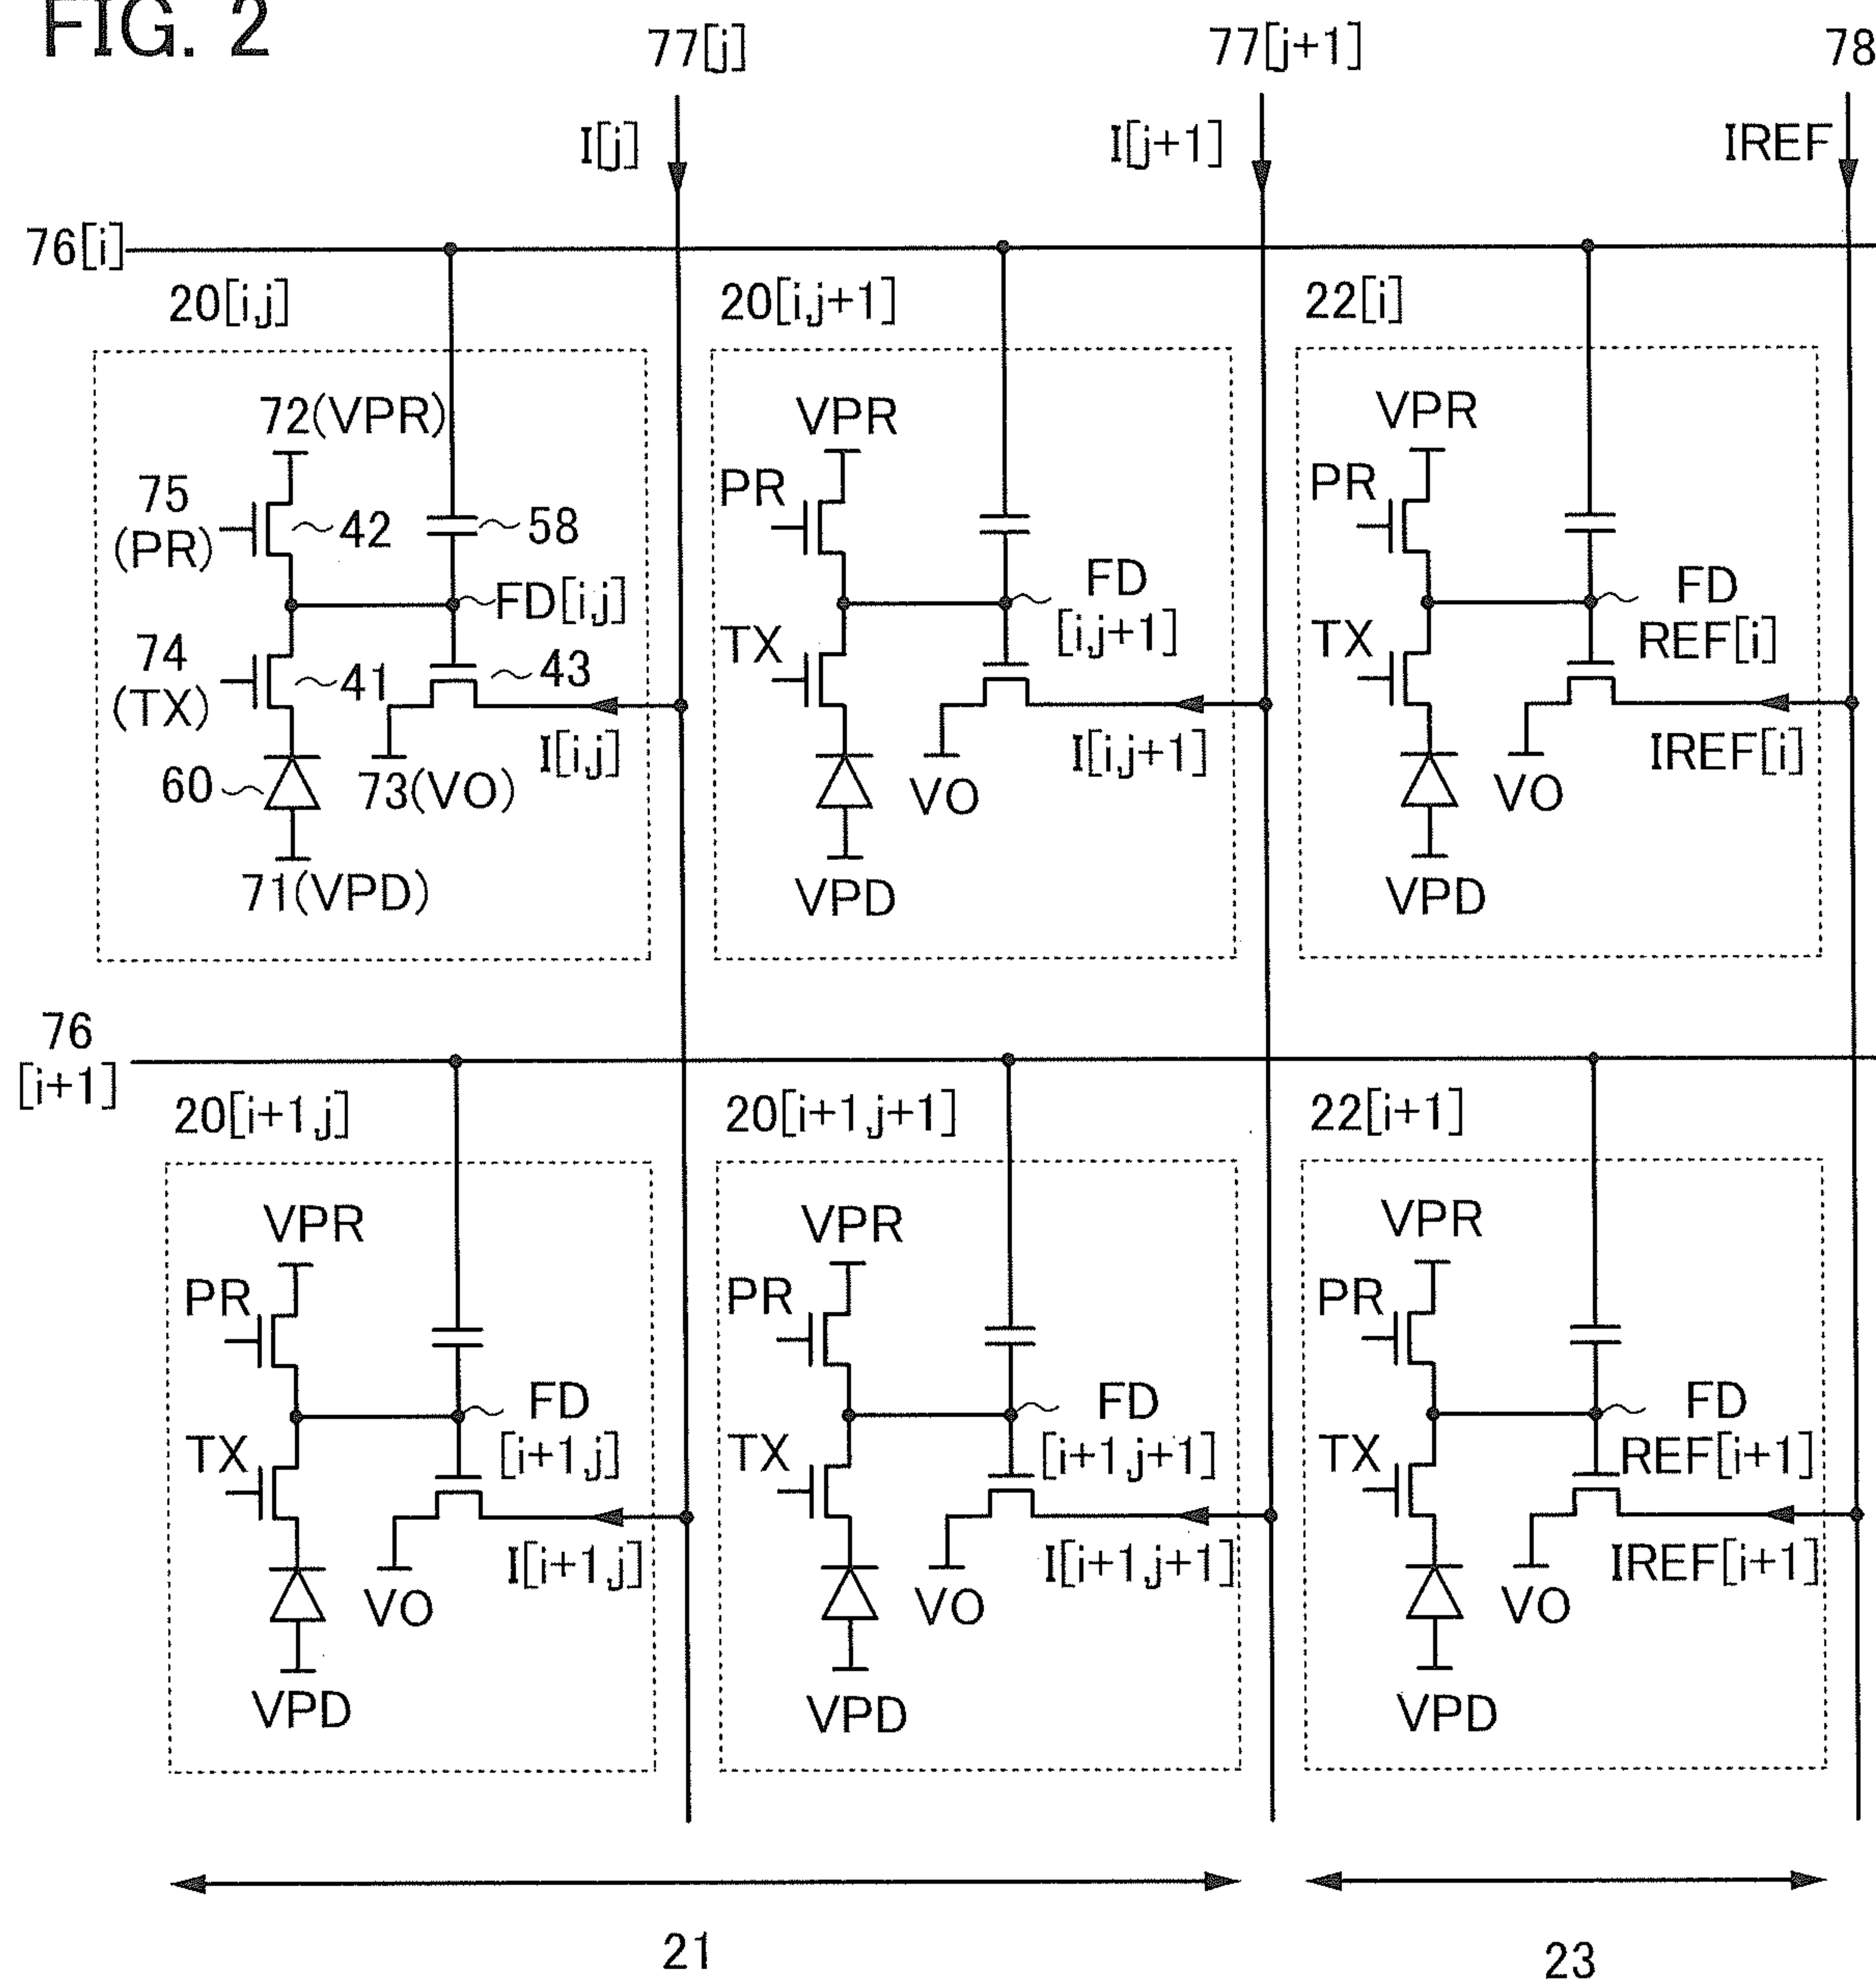 FIG. 2
77[j]
77[j+1]
78
I[j]
I[j+1]
IREF
76[i]
20[i,j]
20[i,j+1]
22[i]
72(VPR)
VPR
VPR
75
(PR)
42
58
PR
PR
FD[i,j]
FD
[i,j+1]
FD
REF[i]
74
(TX)
41
43
TX
TX
I[i,j]
I[i,j+1]
IREF[i]
60
73(VO)
VO
VO
71(VPD)
VPD
VPD
76
[i+1]
20[i+1,j]
20[i+1,j+1]
22[i+1]
VPR
VPR
VPR
PR
PR
PR
FD
[i+1,j]
FD
[i+1,j+1]
FD
REF[i+1]
TX
TX
TX
I[i+1,j]
I[i+1,j+1]
IREF[i+1]
VO
VO
VO
VPD
VPD
VPD
21
23